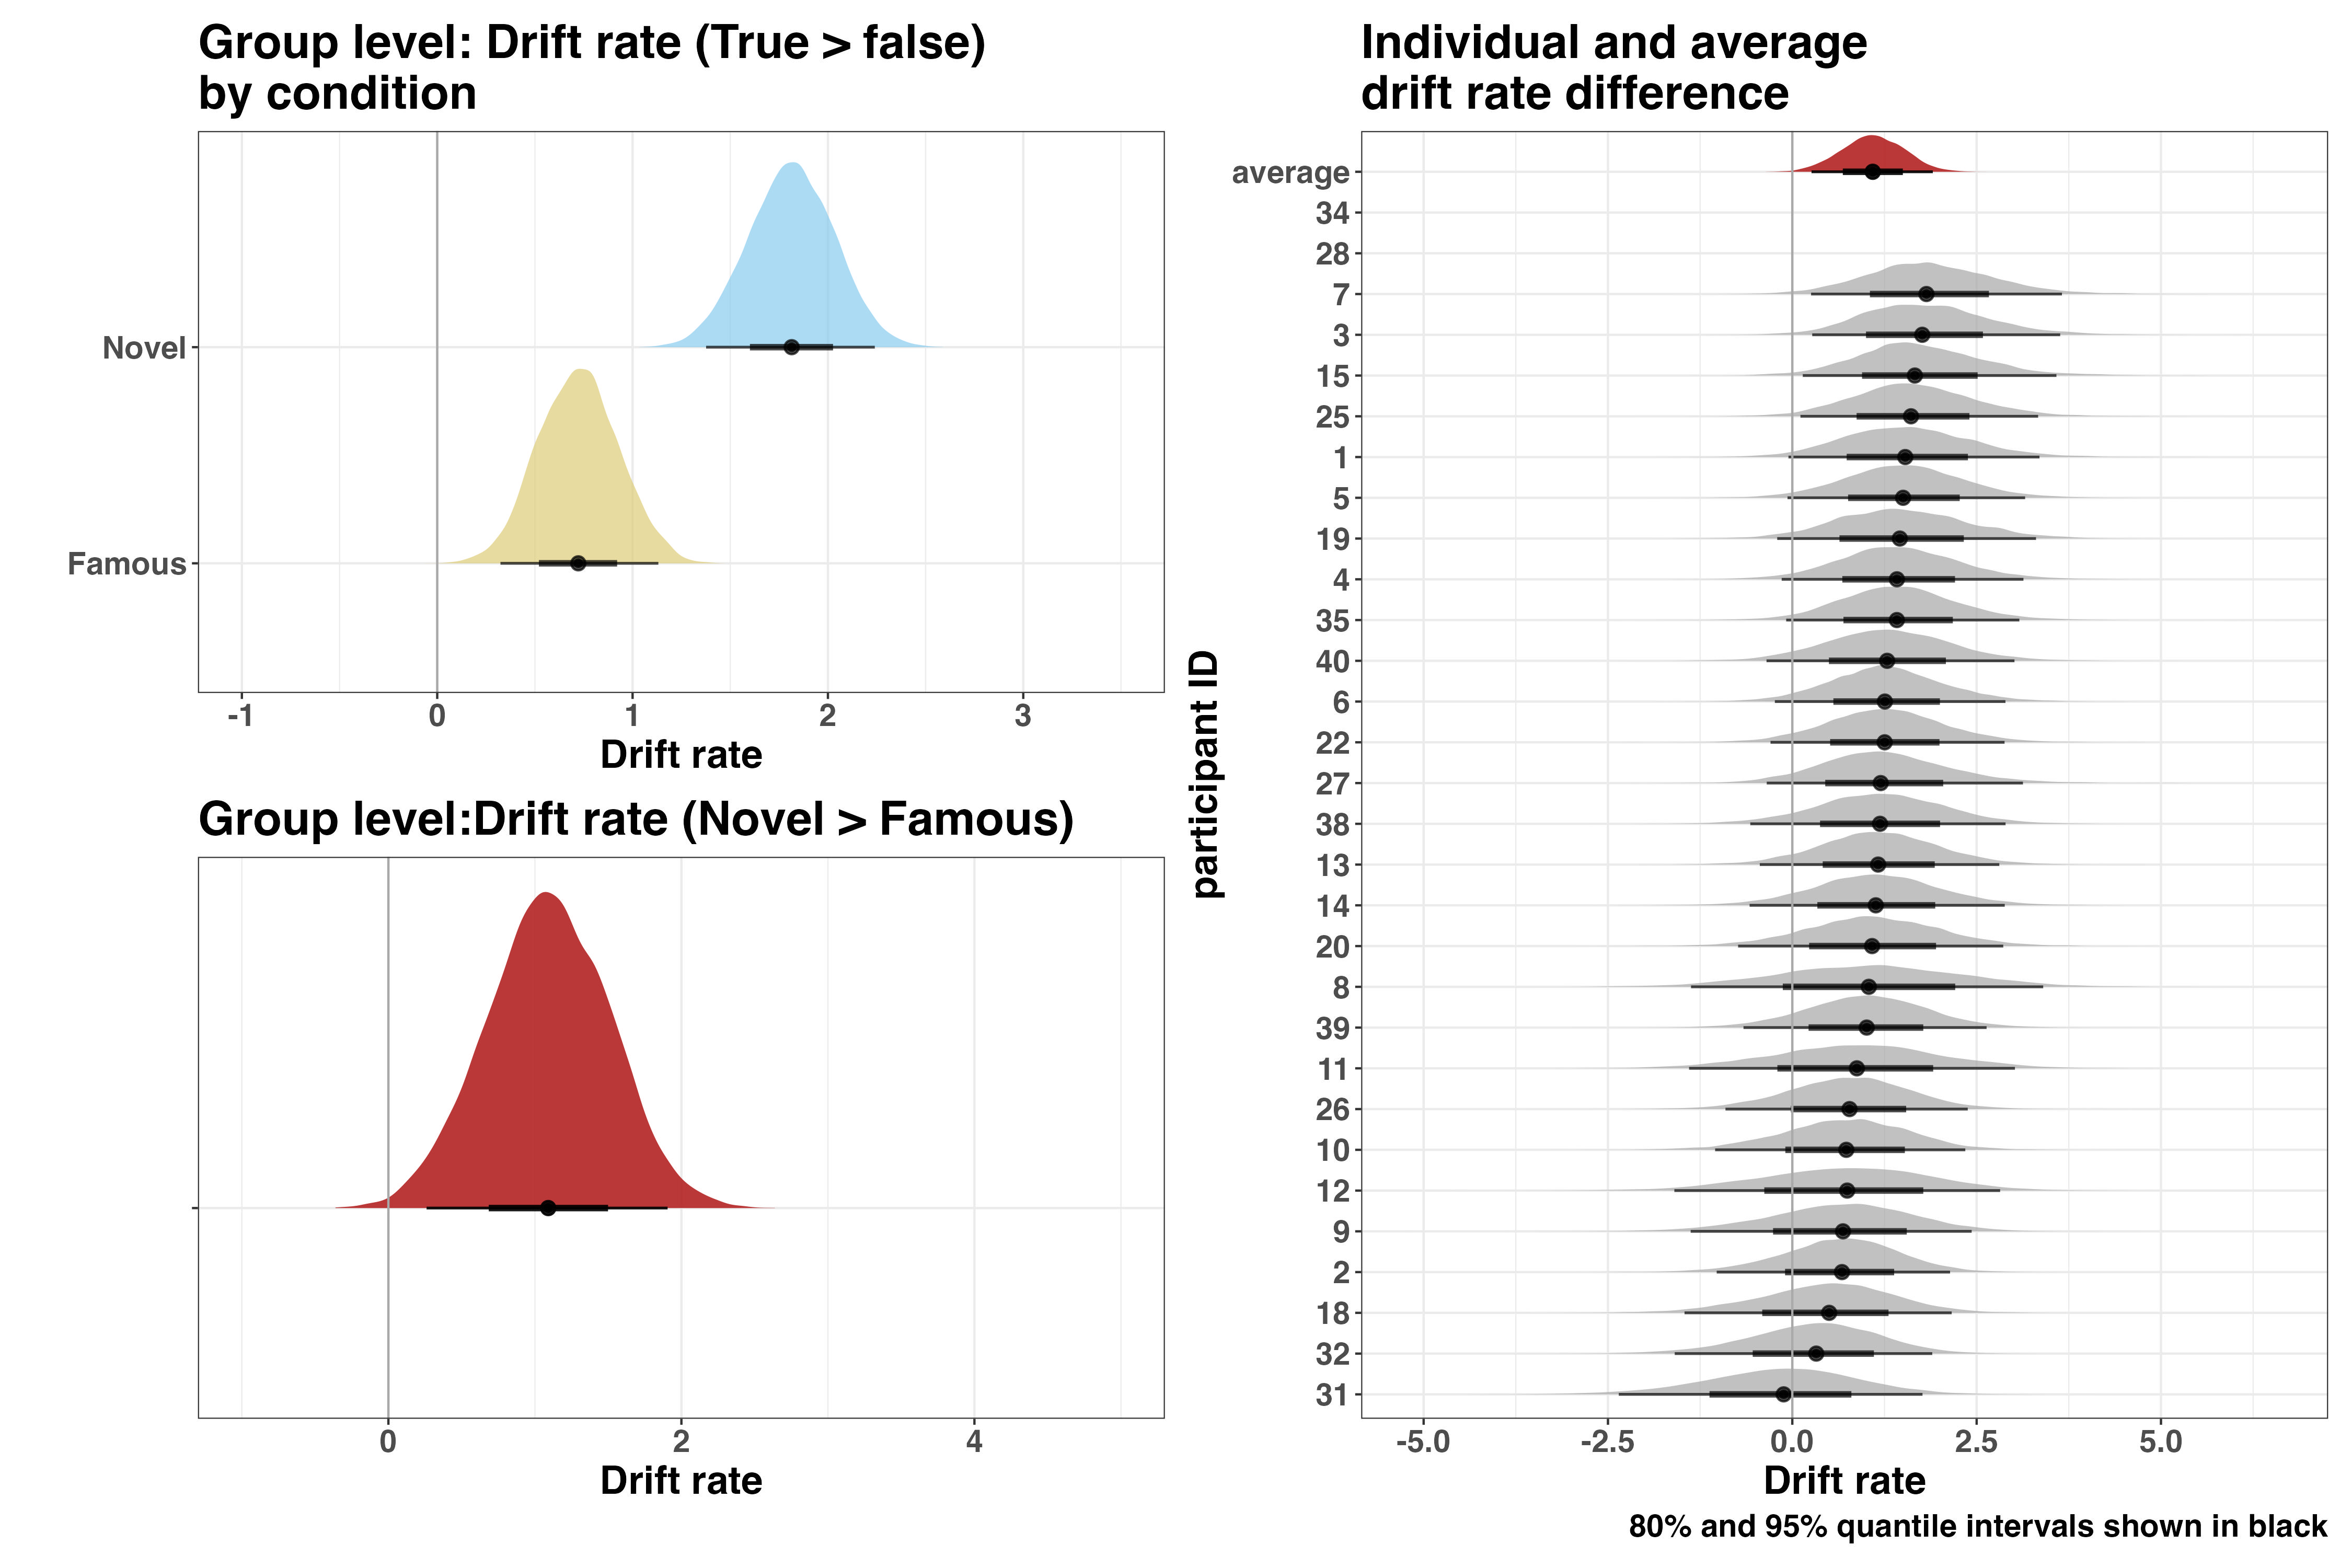 Group level: Drift rate (True > false)
by condition
Novel
Famous
-1 0 1 2 3
Drift rate
Group level:Drift rate (Novel > Famous)
0 2 4
Drift rate
Individual and average
drift rate difference
participant ID
average
34
28
7
3
15
25
1
5
19
4
35
40
6
22
27
38
13
14
20
8
39
11
26
10
12
9
2
18
32
31
-5.0 -2.5 0.0 2.5 5.0
Drift rate
80% and 95% quantile intervals shown in black